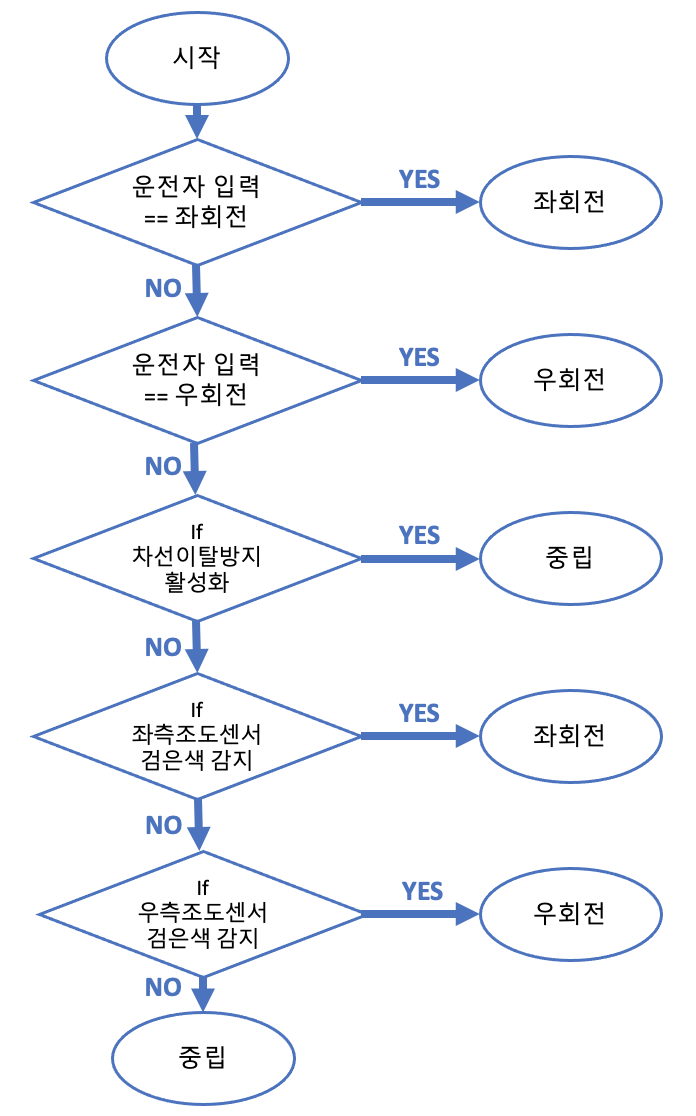 시작
운전자 입력
== 좌회전
YES
좌회전
NO
운전자 입력
== 우회전
YES
우회전
NO
If
차선이탈방지
활성화
YES
중립
NO
If
좌측조도센서
검은색 감지
YES
좌회전
NO
If
우측조도센서
검은색 감지
YES
우회전
NO
중립